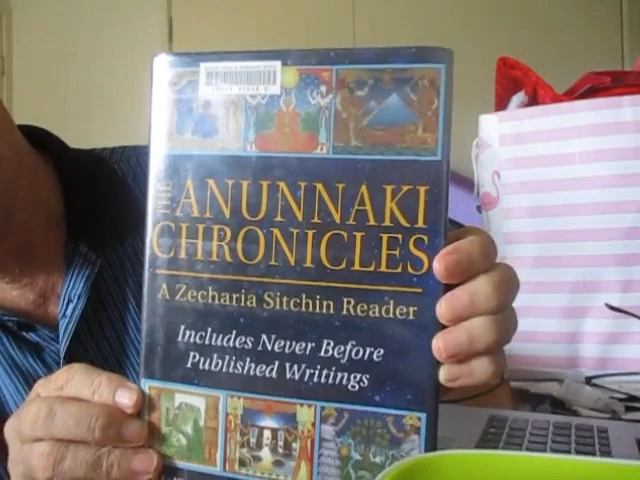 THE
ANUNNAKI
CHRONICLES
A Zecharia Sitchin Reader
Includes Never Before
Published Writings